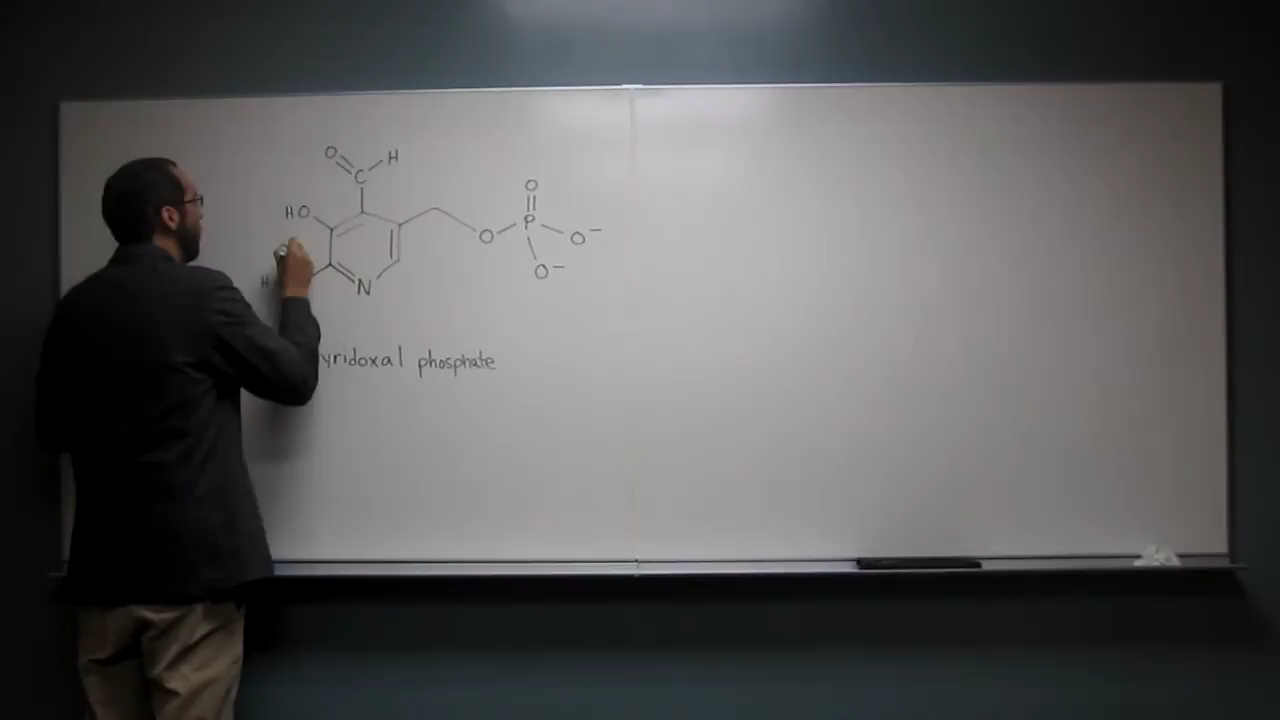 O
C H
HO
O P O O⁻
O⁻
H
N
yridoxal phosphate